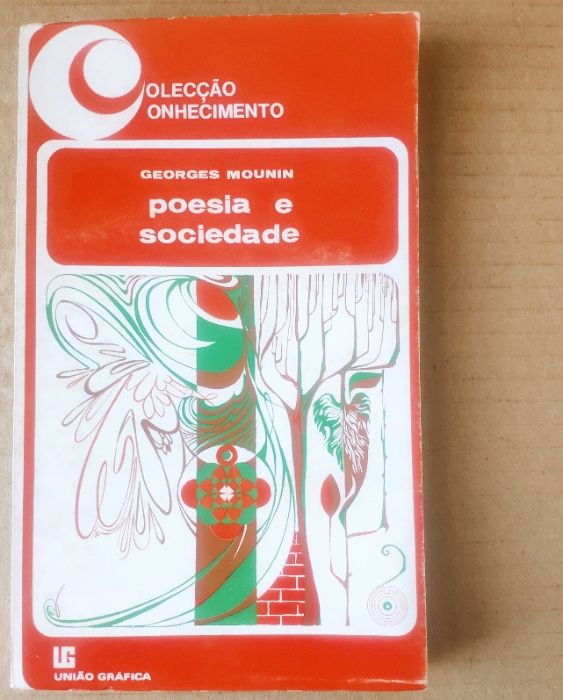 OLECÇÃO
ONHECIMENTO
GEORGES MOUNIN
poesia e
sociedade
UG
UNIÃO GRÁFICA